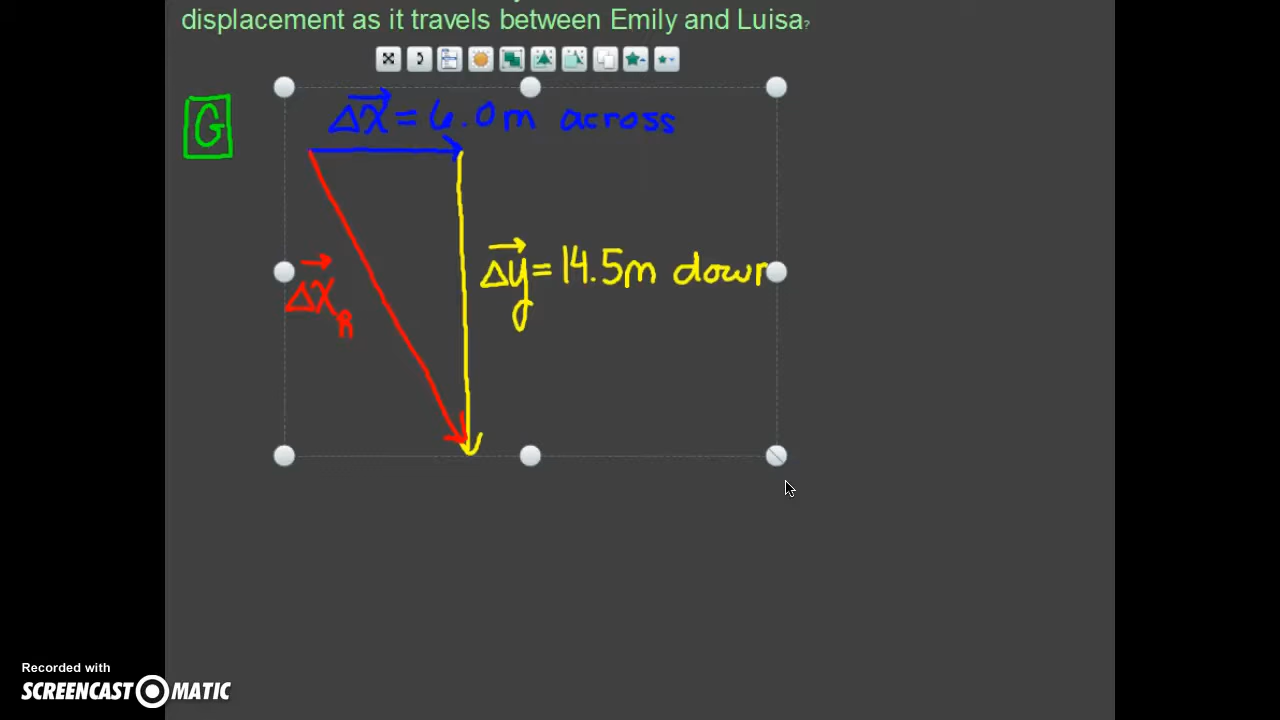 displacement as it travels between Emily and Luisa?
G
Δx = 6.0m across
Δy = 14.5m down
Δx_R
Recorded with
SCREENCAST O MATIC